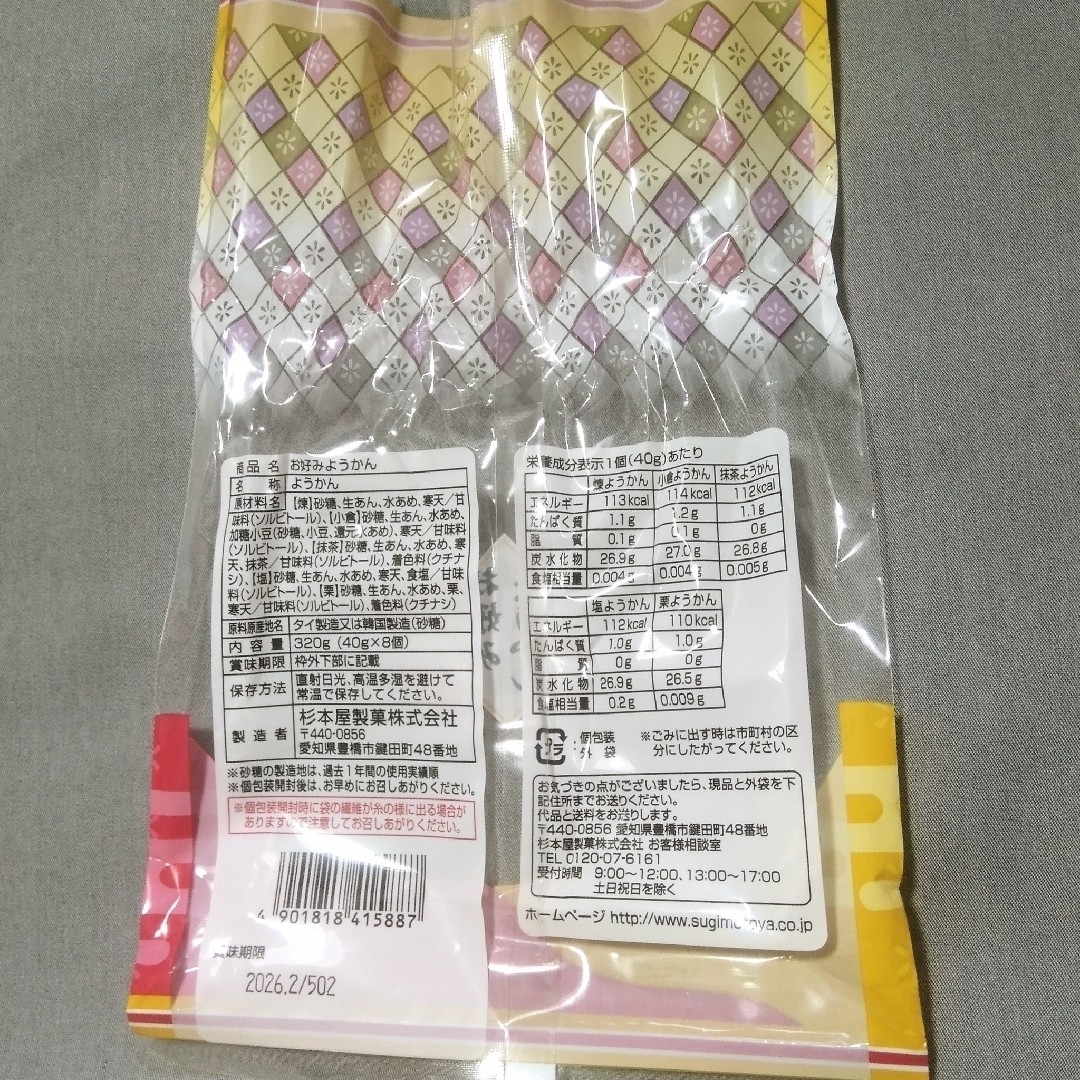 商品名 お好みようかん
名称 ようかん
原材料名 【煉】砂糖、生あん、水あめ、寒天／甘
味料(ソルビトール)、【小倉】砂糖、生あん、水あめ、
加糖小豆(砂糖、小豆、還元水あめ)、寒天／甘味料
(ソルビトール)、【抹茶】砂糖、生あん、水あめ、寒
天、抹茶／甘味料(ソルビトール)、着色料(クチナ
シ)、【塩】砂糖、生あん、水あめ、寒天、食塩／甘味
料(ソルビトール)、【栗】砂糖、生あん、水あめ、栗、
寒天／甘味料(ソルビトール)、着色料(クチナシ)
原料原産地名 タイ製造又は韓国製造(砂糖)
内容量 320g(40g×8個)
賞味期限 枠外下部に記載
保存方法 直射日光、高温多湿を避けて
常温で保存してください。
製造者 杉本屋製菓株式会社
〒440-0856
愛知県豊橋市鍵田町48番地
※砂糖の製造地は、過去1年間の使用実績順
※個包装開封後は、お早めにお召しあがりください。
※個包装開封時に袋の繊維が糸の様に出る場合が
ありますので注意してお召しあがりください。
4 901818 415887
賞味期限
2026.2/502
栄養成分表示1個(40g)あたり
煉ようかん 小倉ようかん 抹茶ようかん
エネルギー 113kcal 114kcal 112kcal
たんぱく質 1.1g 1.2g 1.1g
脂質 0.1g 0.1g 0g
炭水化物 26.9g 27.0g 26.8g
食塩相当量 0.004g 0.004g 0.005g
塩ようかん 栗ようかん
エネルギー 112kcal 110kcal
たんぱく質 1.0g 1.0g
脂質 0g 0g
炭水化物 26.9g 26.5g
食塩相当量 0.2g 0.009g
プラ : 個包装
外袋
※ごみに出す時は市町村の区
分にしたがってください。
お気づきの点がございましたら、現品と外袋を下
記住所までお送りください。
代品と送料をお送りします。
〒440-0856 愛知県豊橋市鍵田町48番地
杉本屋製菓株式会社 お客様相談室
TEL 0120-07-6161
受付時間 9:00〜12:00、13:00〜17:00
土日祝日を除く
ホームページ http://www.sugimotoya.co.jp